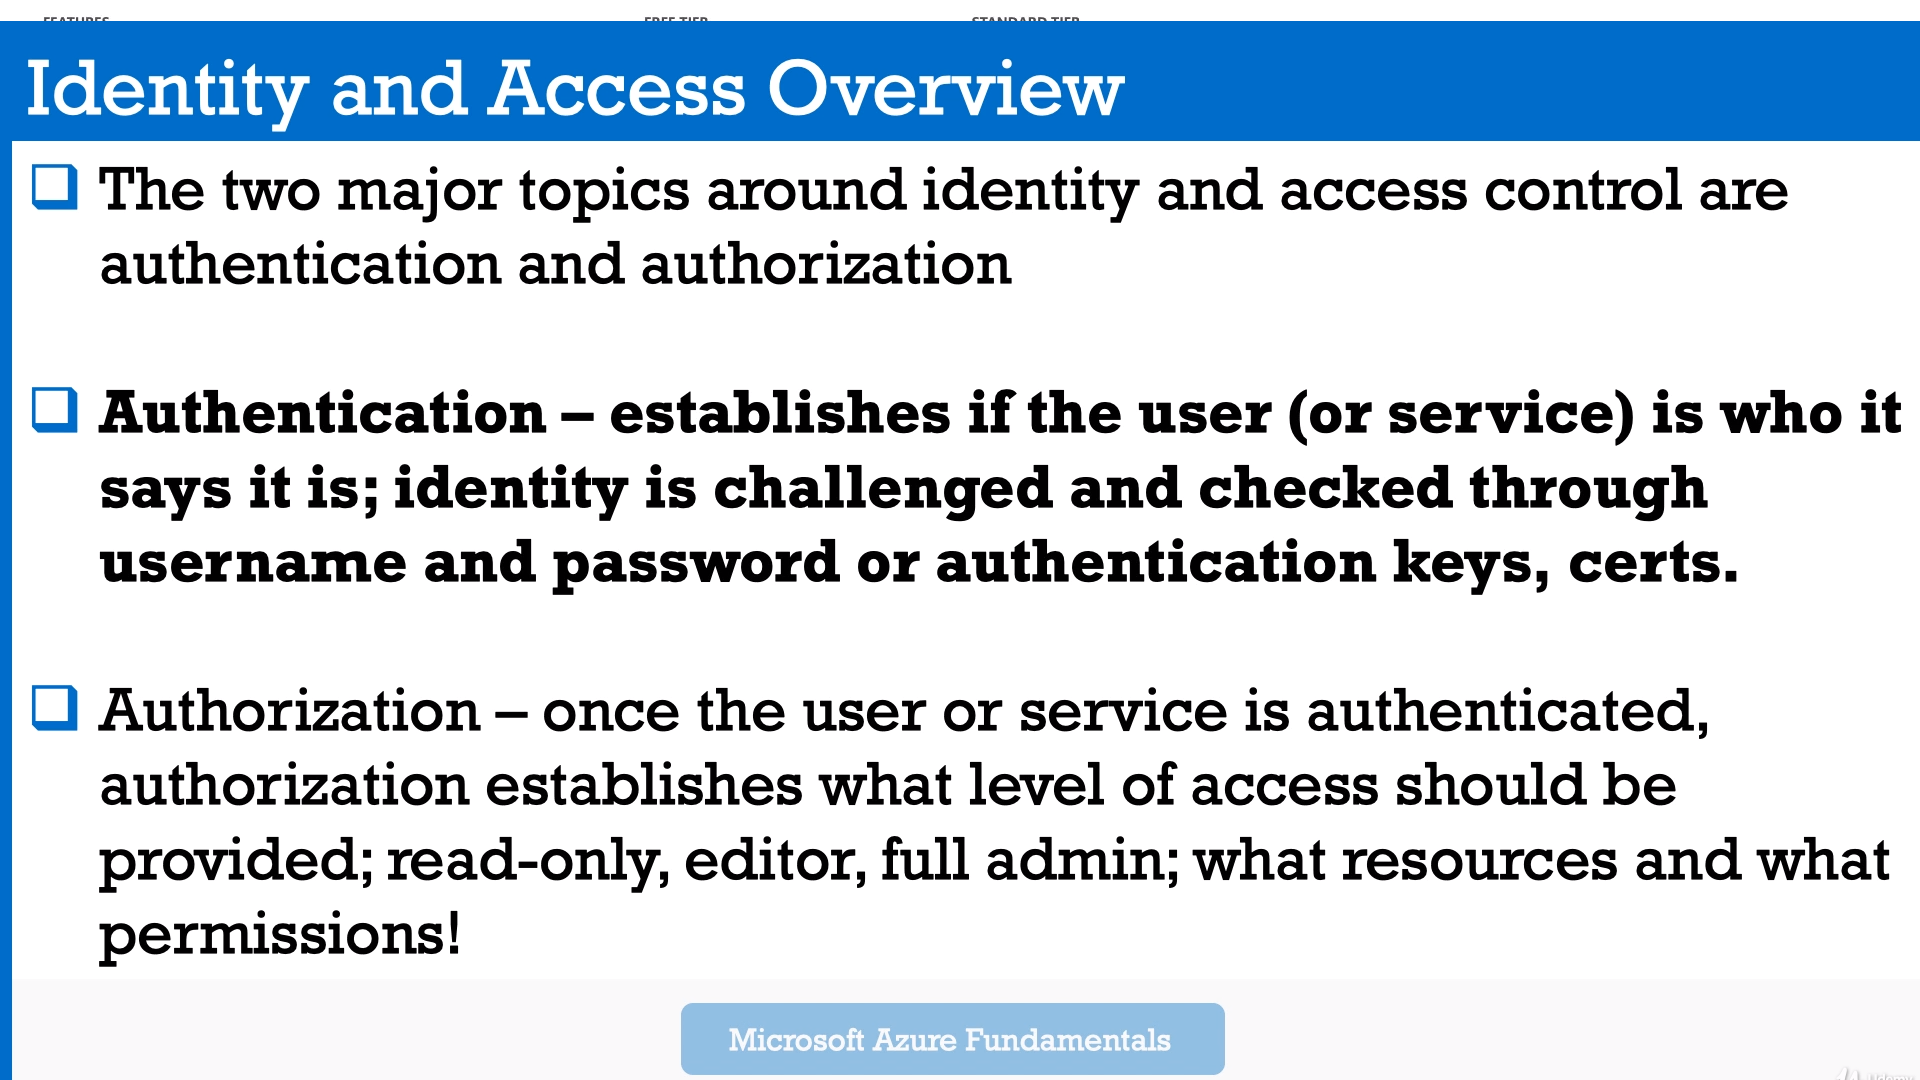 FEATURES FREE TIER STANDARD TIER
Identity and Access Overview
The two major topics around identity and access control are
authentication and authorization
Authentication – establishes if the user (or service) is who it
says it is; identity is challenged and checked through
username and password or authentication keys, certs.
Authorization – once the user or service is authenticated,
authorization establishes what level of access should be
provided; read-only, editor, full admin; what resources and what
permissions!
Microsoft Azure Fundamentals
Udemy